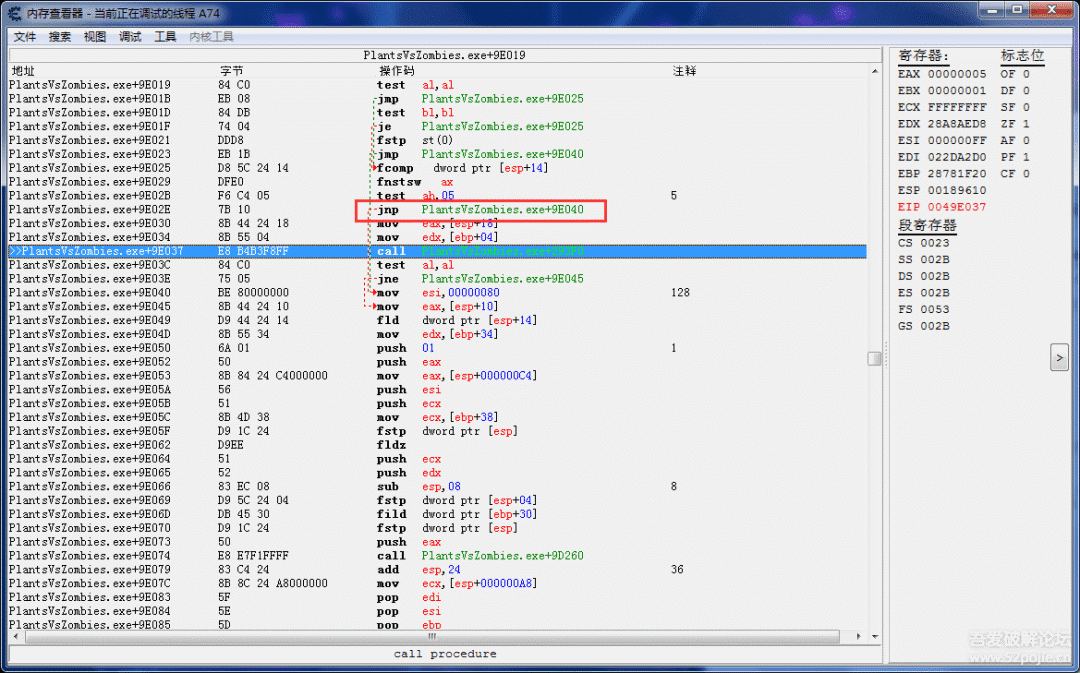 内存查看器 - 当前正在调试的线程 A74
文件 搜索 视图 调试 工具 内核工具
PlantsVsZombies.exe+9E019
地址 字节 操作码 注释
PlantsVsZombies.exe+9E019 84 C0 test al,al
PlantsVsZombies.exe+9E01B EB 08 jmp PlantsVsZombies.exe+9E025
PlantsVsZombies.exe+9E01D 84 DB test bl,bl
PlantsVsZombies.exe+9E01F 74 04 je PlantsVsZombies.exe+9E025
PlantsVsZombies.exe+9E021 DDD8 fstp st(0)
PlantsVsZombies.exe+9E023 EB 1B jmp PlantsVsZombies.exe+9E040
PlantsVsZombies.exe+9E025 D8 5C 24 14 fcomp dword ptr [esp+14]
PlantsVsZombies.exe+9E029 DFE0 fnstsw ax
PlantsVsZombies.exe+9E02B F6 C4 05 test ah,05 5
PlantsVsZombies.exe+9E02E 7B 10 jnp PlantsVsZombies.exe+9E040
PlantsVsZombies.exe+9E030 8B 44 24 18 mov eax,[esp+18]
PlantsVsZombies.exe+9E034 8B 55 04 mov edx,[ebp+04]
>>PlantsVsZombies.exe+9E037 E8 B4B3F8FF call
PlantsVsZombies.exe+9E03C 84 C0 test al,al
PlantsVsZombies.exe+9E03E 75 05 jne PlantsVsZombies.exe+9E045
PlantsVsZombies.exe+9E040 BE 80000000 mov esi,00000080 128
PlantsVsZombies.exe+9E045 8B 44 24 10 mov eax,[esp+10]
PlantsVsZombies.exe+9E049 D9 44 24 14 fld dword ptr [esp+14]
PlantsVsZombies.exe+9E04D 8B 55 34 mov edx,[ebp+34]
PlantsVsZombies.exe+9E050 6A 01 push 01 1
PlantsVsZombies.exe+9E052 50 push eax
PlantsVsZombies.exe+9E053 8B 84 24 C4000000 mov eax,[esp+000000C4]
PlantsVsZombies.exe+9E05A 56 push esi
PlantsVsZombies.exe+9E05B 51 push ecx
PlantsVsZombies.exe+9E05C 8B 4D 38 mov ecx,[ebp+38]
PlantsVsZombies.exe+9E05F D9 1C 24 fstp dword ptr [esp]
PlantsVsZombies.exe+9E062 D9EE fldz
PlantsVsZombies.exe+9E064 51 push ecx
PlantsVsZombies.exe+9E065 52 push edx
PlantsVsZombies.exe+9E066 83 EC 08 sub esp,08 8
PlantsVsZombies.exe+9E069 D9 5C 24 04 fstp dword ptr [esp+04]
PlantsVsZombies.exe+9E06D DB 45 30 fild dword ptr [ebp+30]
PlantsVsZombies.exe+9E070 D9 1C 24 fstp dword ptr [esp]
PlantsVsZombies.exe+9E073 50 push eax
PlantsVsZombies.exe+9E074 E8 E7F1FFFF call PlantsVsZombies.exe+9D260
PlantsVsZombies.exe+9E079 83 C4 24 add esp,24 36
PlantsVsZombies.exe+9E07C 8B 8C 24 A8000000 mov ecx,[esp+000000A8]
PlantsVsZombies.exe+9E083 5F pop edi
PlantsVsZombies.exe+9E084 5E pop esi
PlantsVsZombies.exe+9E085 5D pop ebp
call procedure
寄存器: 标志位
EAX 00000005 OF 0
EBX 00000001 DF 0
ECX FFFFFFFF SF 0
EDX 28A8AED8 ZF 1
ESI 000000FF AF 0
EDI 022DA2D0 PF 1
EBP 28781F20 CF 0
ESP 00189610
EIP 0049E037
段寄存器
CS 0023
SS 002B
DS 002B
ES 002B
FS 0053
GS 002B
>
吾爱破解论坛
www.52pojie.cn